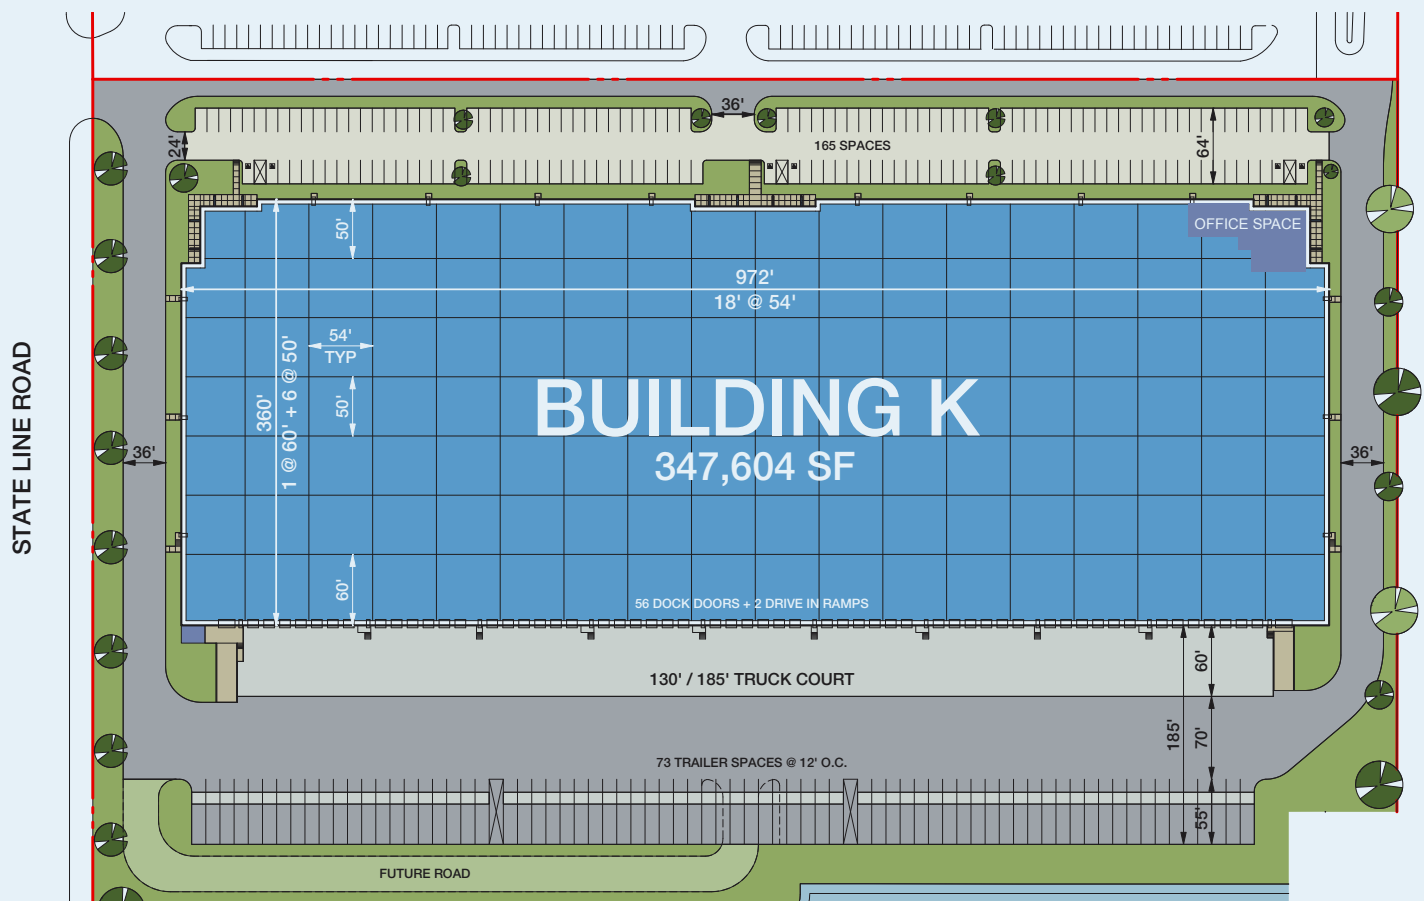 36'
24'
165 SPACES
64'
50'
OFFICE SPACE
972'
18' @ 54'
54'
TYP
360'
1 @ 60' + 6 @ 50'
50'
BUILDING K
347,604 SF
STATE LINE ROAD
36'
36'
60'
56 DOCK DOORS + 2 DRIVE IN RAMPS
130' / 185' TRUCK COURT
60'
185'
70'
73 TRAILER SPACES @ 12' O.C.
55'
FUTURE ROAD